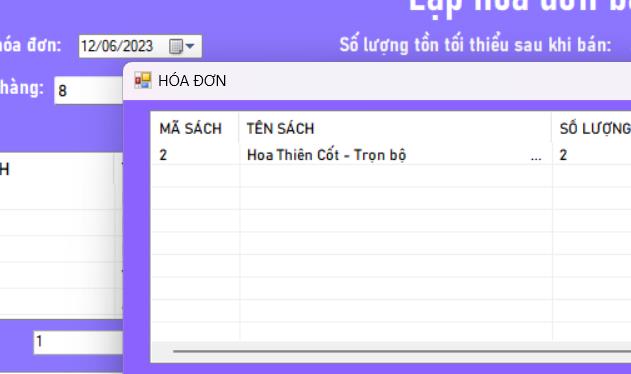 Lập hóa đơn b
hóa đơn: 12/06/2023
Số lượng tồn tối thiểu sau khi bán:
hàng: 8
HÓA ĐƠN
MÃ SÁCH TÊN SÁCH SỐ LƯỢNG
2 Hoa Thiên Cốt - Trọn bộ ... 2
H
1